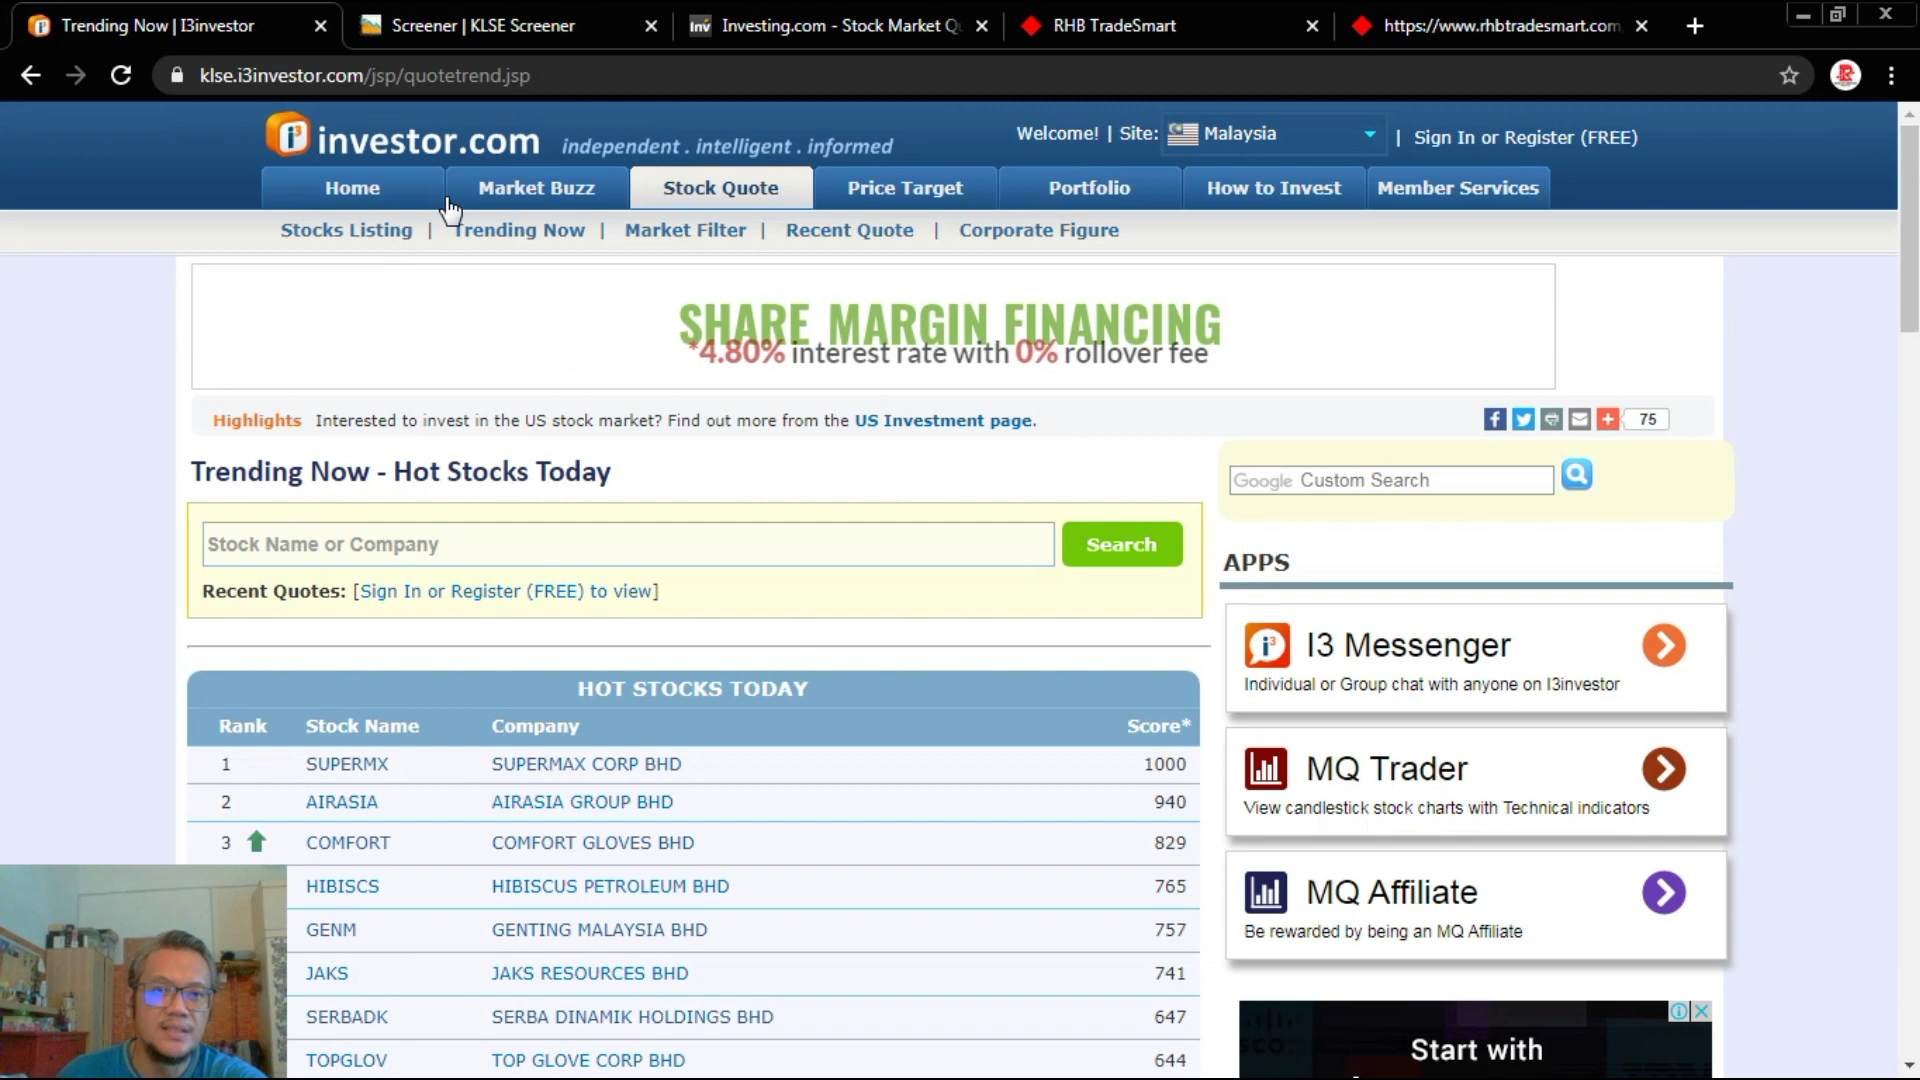 Trending Now | I3investor
Screener | KLSE Screener
Inv
Investing.com - Stock Market Q
RHB TradeSmart
https://www.rhbtradesmart.com
klse.i3investor.com/jsp/quotetrend.jsp
i3 investor.com independent . intelligent . informed
Welcome! | Site: Malaysia | Sign In or Register (FREE)
Home Market Buzz Stock Quote Price Target Portfolio How to Invest Member Services
Stocks Listing | Trending Now | Market Filter | Recent Quote | Corporate Figure
SHARE MARGIN FINANCING
*4.80% interest rate with 0% rollover fee
Highlights Interested to invest in the US stock market? Find out more from the US Investment page.
75
Trending Now - Hot Stocks Today
Google Custom Search
Stock Name or Company
Search
Recent Quotes: [Sign In or Register (FREE) to view]
APPS
I3 Messenger
Individual or Group chat with anyone on I3investor
MQ Trader
View candlestick stock charts with Technical indicators
MQ Affiliate
Be rewarded by being an MQ Affiliate
Start with
HOT STOCKS TODAY
Rank Stock Name Company Score*
1 SUPERMX SUPERMAX CORP BHD 1000
2 AIRASIA AIRASIA GROUP BHD 940
3 COMFORT COMFORT GLOVES BHD 829
HIBISCS HIBISCUS PETROLEUM BHD 765
GENM GENTING MALAYSIA BHD 757
JAKS JAKS RESOURCES BHD 741
SERBADK SERBA DINAMIK HOLDINGS BHD 647
TOPGLOV TOP GLOVE CORP BHD 644